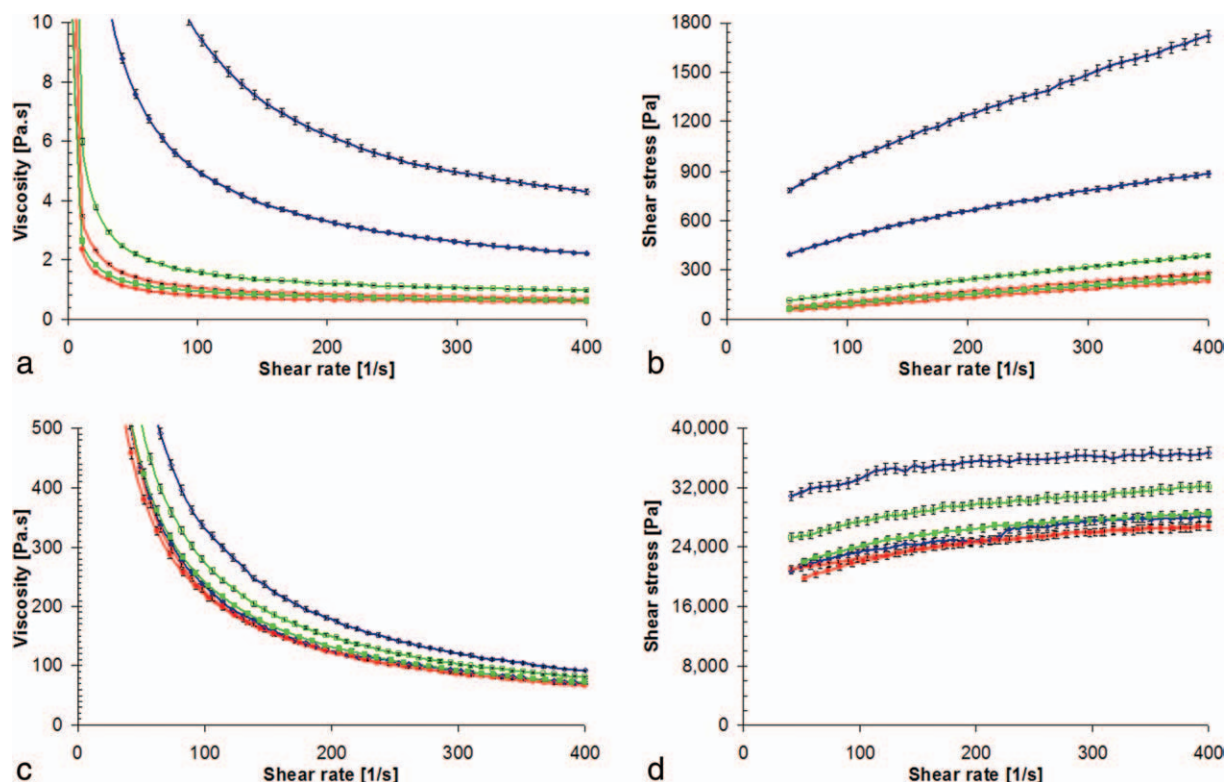 10
8
6
4
2
0
Viscosity [Pa.s]
0 100 200 300 400
Shear rate [1/s]
a
1800
1500
1200
900
600
300
0
Shear stress [Pa]
0 100 200 300 400
Shear rate [1/s]
b
500
400
300
200
100
0
Viscosity [Pa.s]
0 100 200 300 400
Shear rate [1/s]
c
40,000
32,000
24,000
16,000
8,000
0
Shear stress [Pa]
0 100 200 300 400
Shear rate [1/s]
d